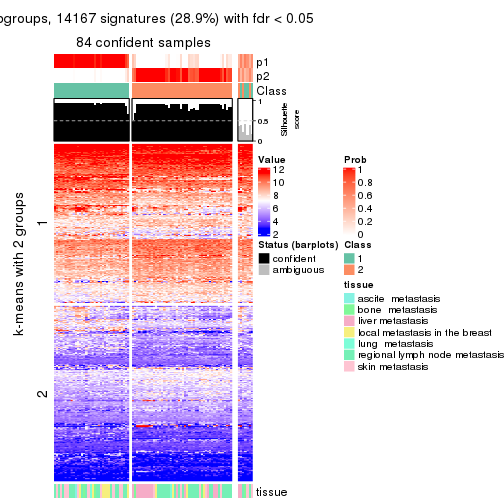 ogroups, 14167 signatures (28.9%) with fdr < 0.05
84 confident samples
p1
p2
Class
1
0.5
0
Silhouette
score
k-means with 2 groups
1
2
Value
12
10
8
6
4
2
Prob
1
0.8
0.6
0.4
0.2
0
Status (barplots)
confident
ambiguous
Class
1
2
tissue
ascite metastasis
bone metastasis
liver metastasis
local metastasis in the breast
lung metastasis
regional lymph node metastasis
skin metastasis
tissue